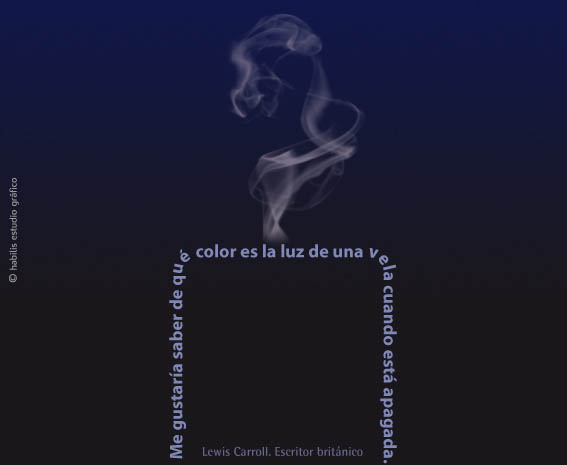 Me gustaría saber de qué color es la luz de una vela cuando está apagada.
Lewis Carroll. Escritor británico
© habilis estudio gráfico